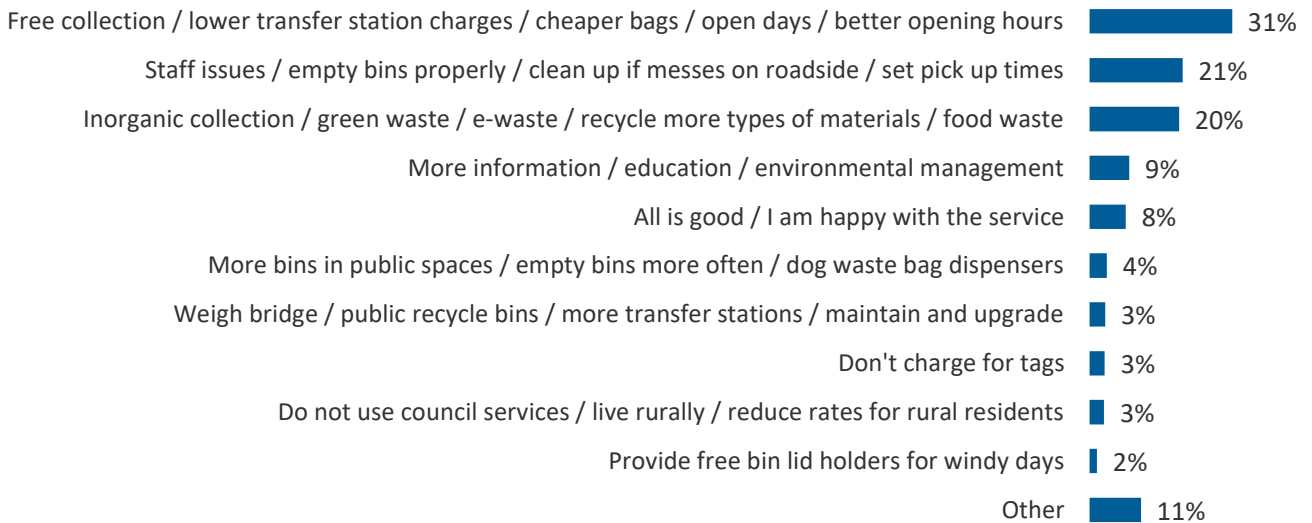 Free collection / lower transfer station charges / cheaper bags / open days / better opening hours 31%
Staff issues / empty bins properly / clean up if messes on roadside / set pick up times 21%
Inorganic collection / green waste / e-waste / recycle more types of materials / food waste 20%
More information / education / environmental management 9%
All is good / I am happy with the service 8%
More bins in public spaces / empty bins more often / dog waste bag dispensers 4%
Weigh bridge / public recycle bins / more transfer stations / maintain and upgrade 3%
Don't charge for tags 3%
Do not use council services / live rurally / reduce rates for rural residents 3%
Provide free bin lid holders for windy days 2%
Other 11%